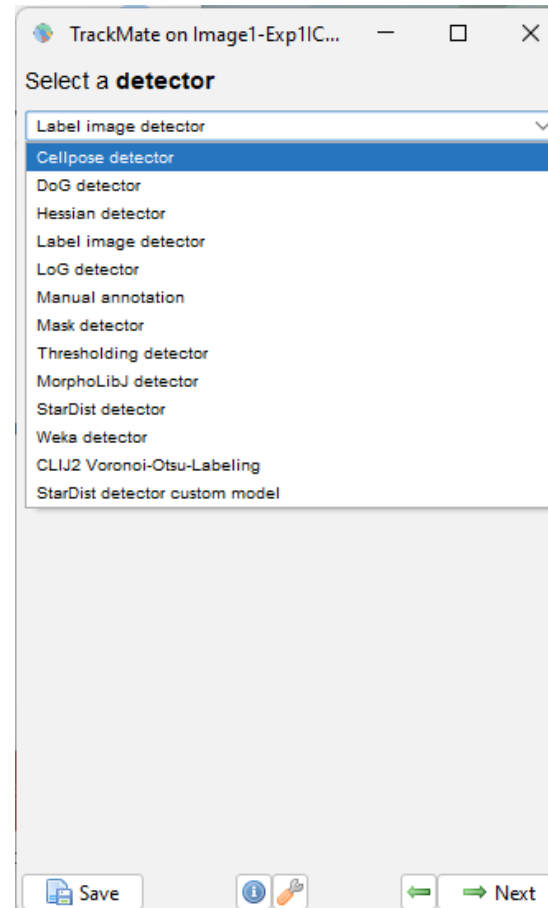 TrackMate on Image1-Exp1IC...
Select a detector
Label image detector
Cellpose detector
DoG detector
Hessian detector
Label image detector
LoG detector
Manual annotation
Mask detector
Thresholding detector
MorphoLibJ detector
StarDist detector
Weka detector
CLIJ2 Voronoi-Otsu-Labeling
StarDist detector custom model
Save
Next